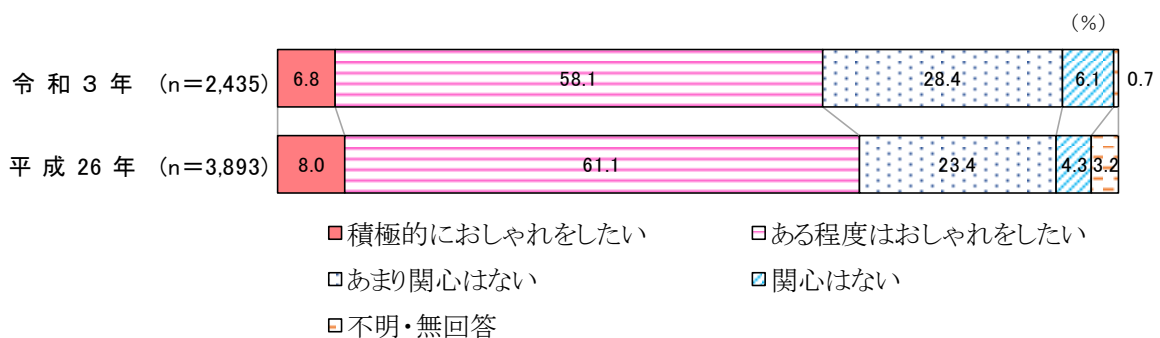 （%）
令和３年 （n＝2,435） 6.8 58.1 28.4 6.1 0.7
平成 26 年 （n＝3,893） 8.0 61.1 23.4 4.3 3.2
積極的におしゃれをしたい ある程度はおしゃれをしたい
あまり関心はない 関心はない
不明・無回答